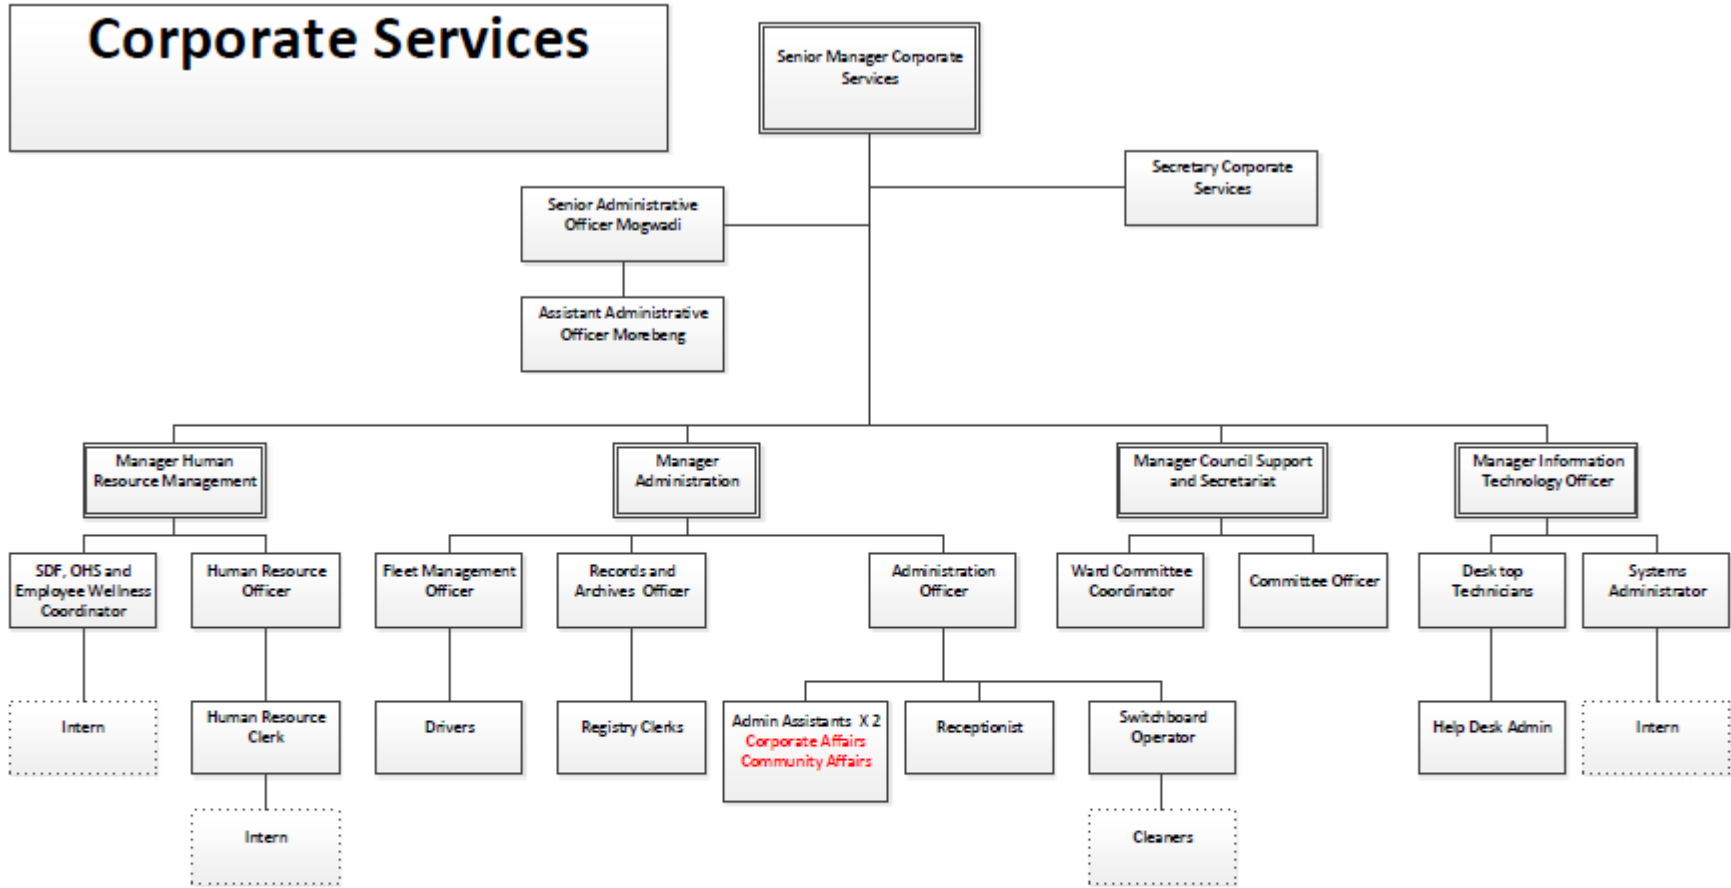 Corporate Services
Senior Manager Corporate
Services
Secretary Corporate
Services
Senior Administrative
Officer Mogwadi
Assistant Administrative
Officer Morebeng
Manager Human
Resource Management
Manager
Administration
Manager Council Support
and Secretariat
Manager Information
Technology Officer
SDF, OHS and
Employee Wellness
Coordinator
Human Resource
Officer
Fleet Management
Officer
Records and
Archives Officer
Administration
Officer
Ward Committee
Coordinator
Committee Officer
Desktop
Technicians
Systems
Administrator
Intern
Human Resource
Clerk
Drivers
Registry Clerks
Admin Assistants X 2
Corporate Affairs
Community Affairs
Receptionist
Switchboard
Operator
Help Desk Admin
Intern
Intern
Cleaners